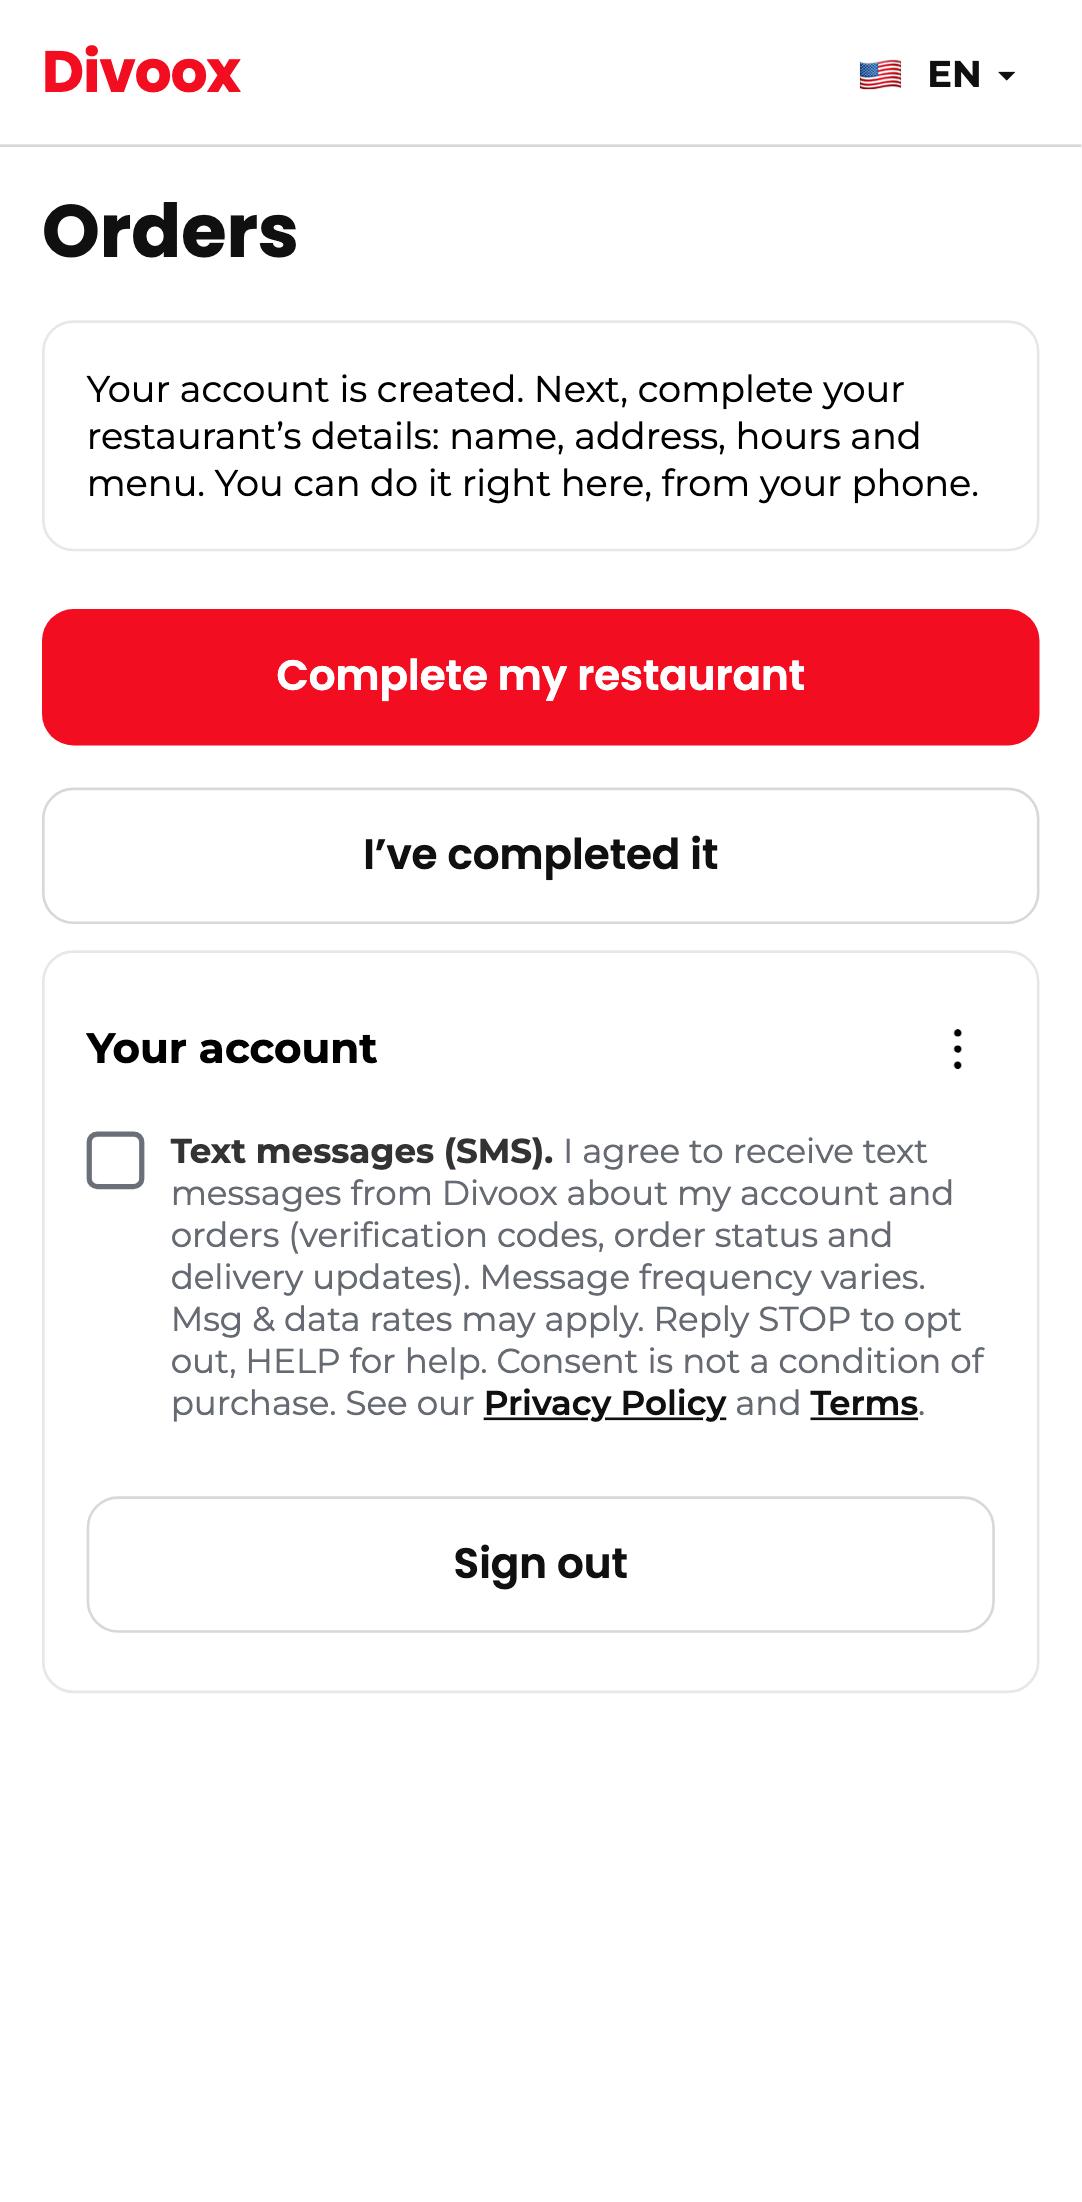 Divoox
EN
Orders
Your account is created. Next, complete your
restaurant’s details: name, address, hours and
menu. You can do it right here, from your phone.
Complete my restaurant
I’ve completed it
Your account
Text messages (SMS). I agree to receive text
messages from Divoox about my account and
orders (verification codes, order status and
delivery updates). Message frequency varies.
Msg & data rates may apply. Reply STOP to opt
out, HELP for help. Consent is not a condition of
purchase. See our Privacy Policy and Terms.
Sign out